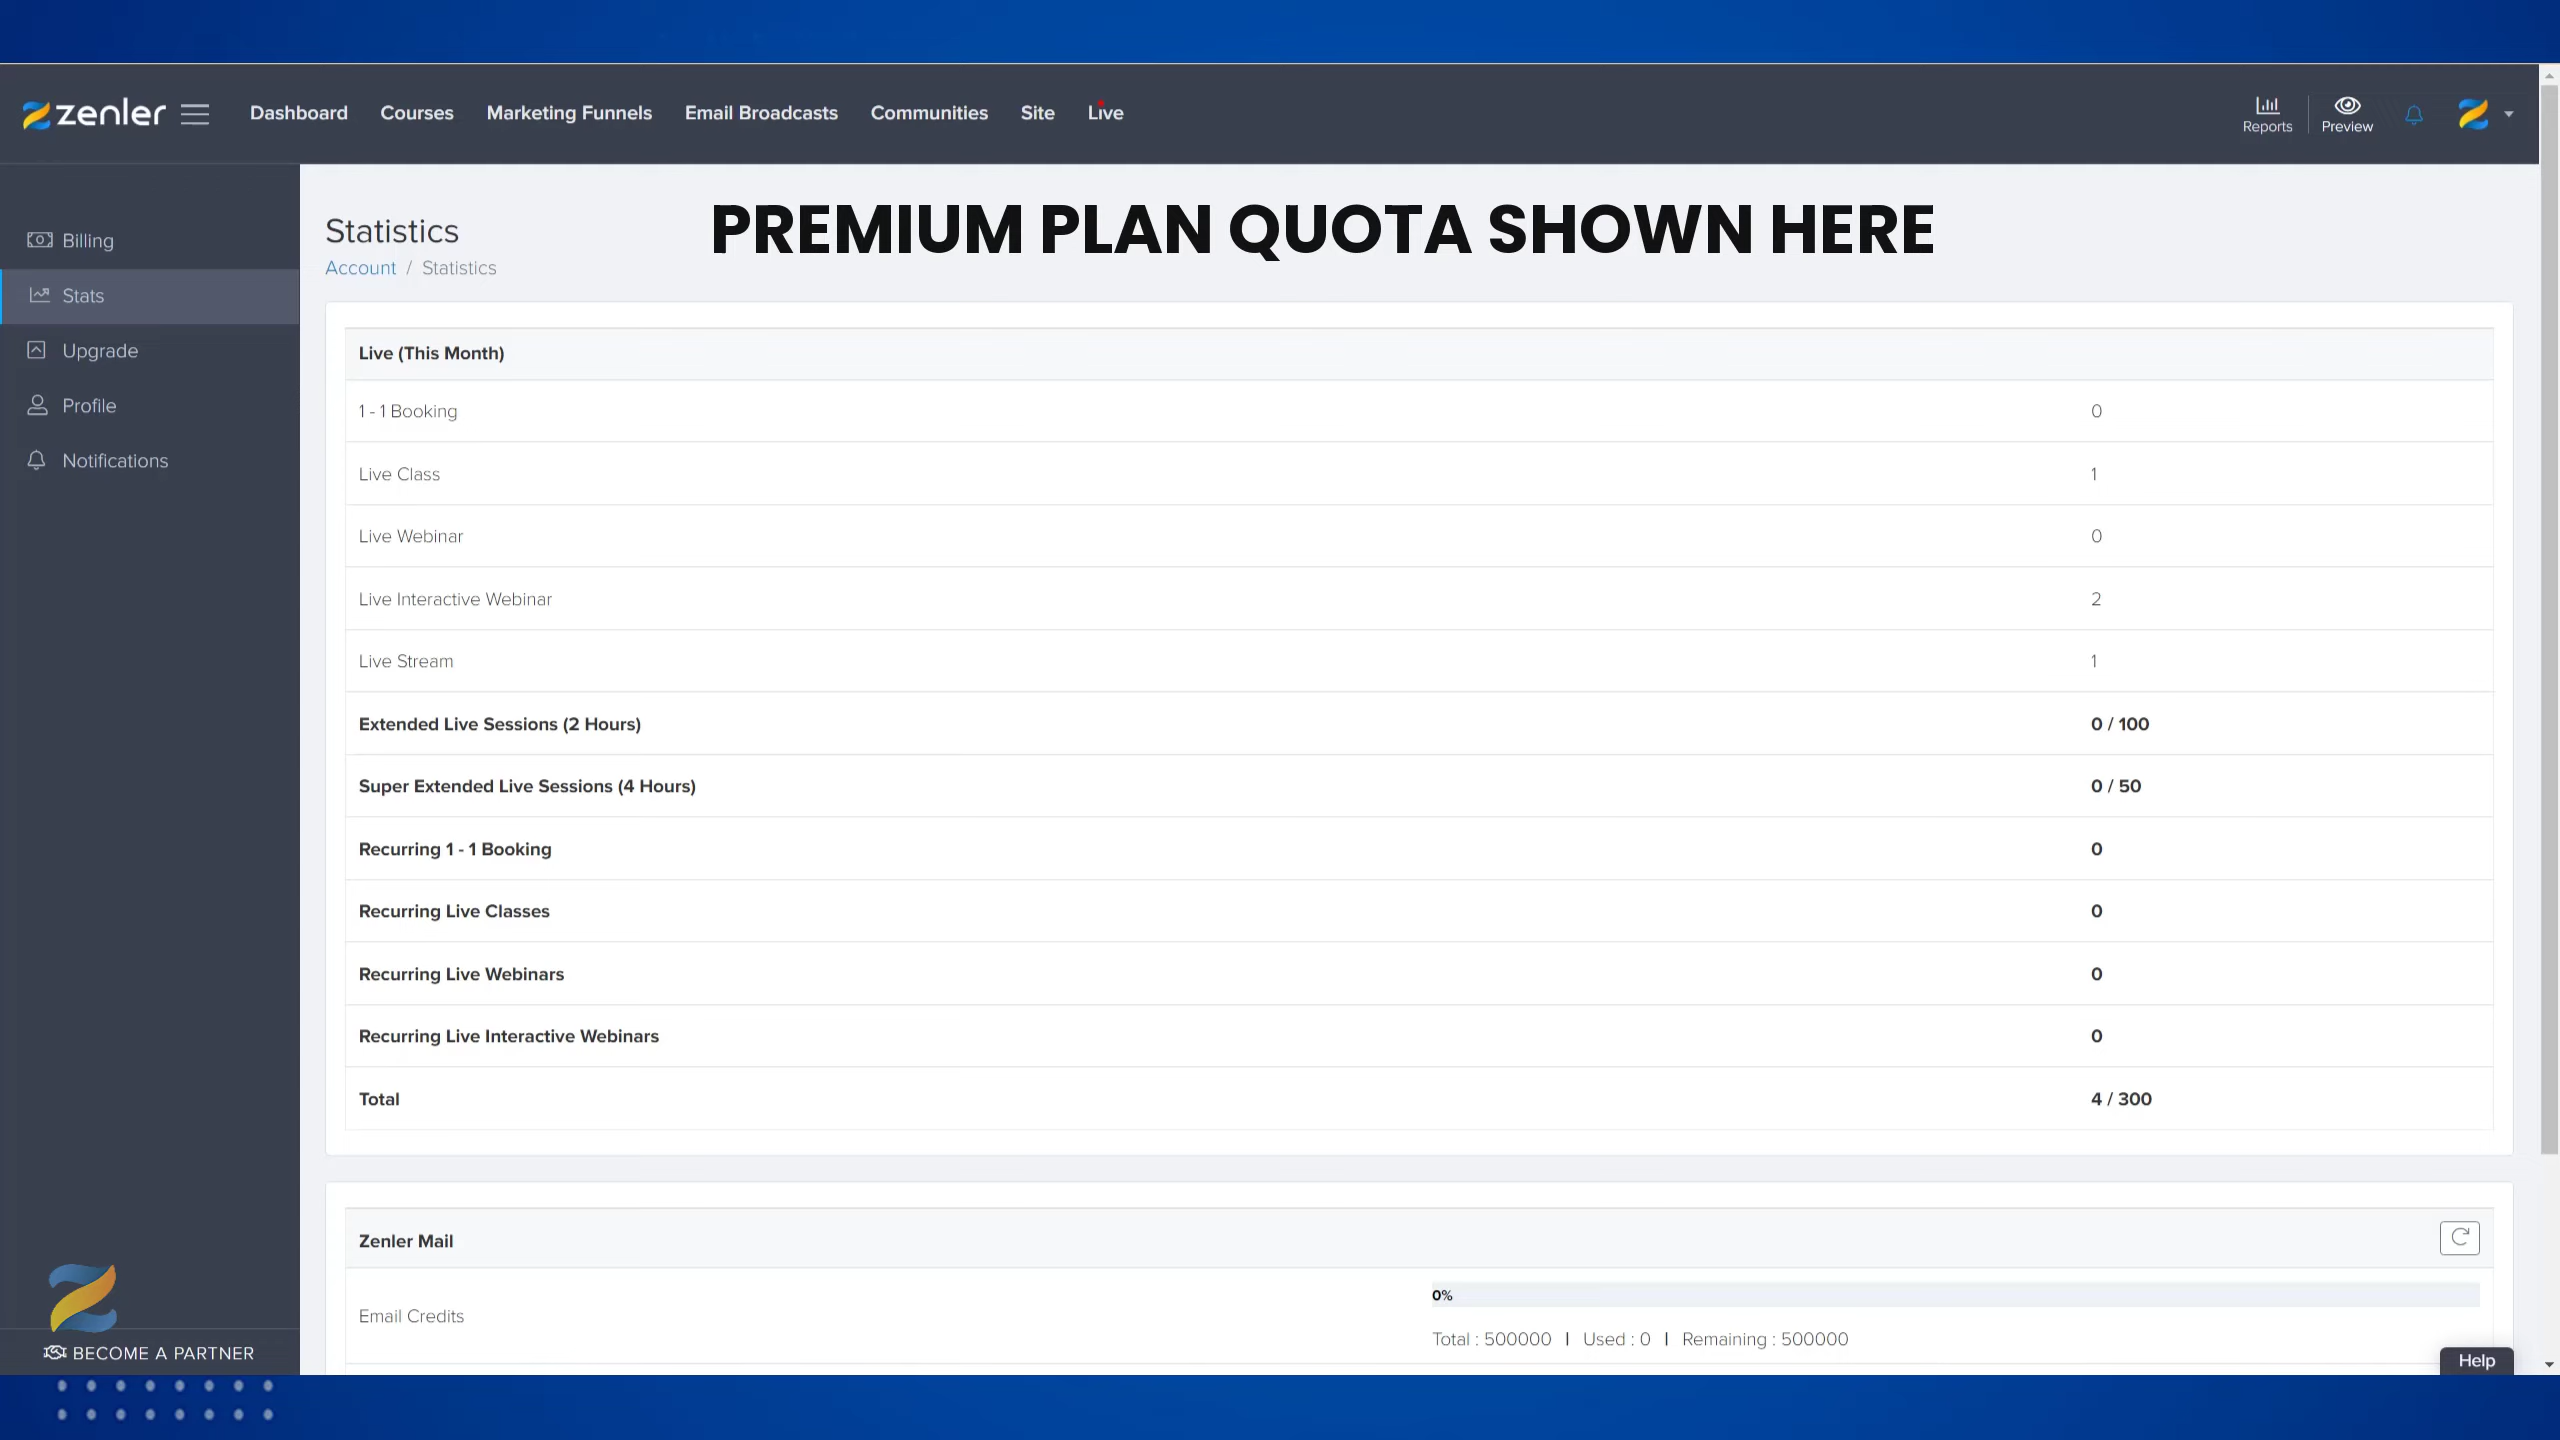 zenler Dashboard Courses Marketing Funnels Email Broadcasts Communities Site Live Reports Preview
Billing
Stats
Upgrade
Profile
Notifications
BECOME A PARTNER
Statistics
PREMIUM PLAN QUOTA SHOWN HERE
Account / Statistics
Live (This Month)
1 - 1 Booking 0
Live Class 1
Live Webinar 0
Live Interactive Webinar 2
Live Stream 1
Extended Live Sessions (2 Hours) 0 / 100
Super Extended Live Sessions (4 Hours) 0 / 50
Recurring 1 - 1 Booking 0
Recurring Live Classes 0
Recurring Live Webinars 0
Recurring Live Interactive Webinars 0
Total 4 / 300
Zenler Mail
0%
Email Credits
Total : 500000 | Used : 0 | Remaining : 500000
Help